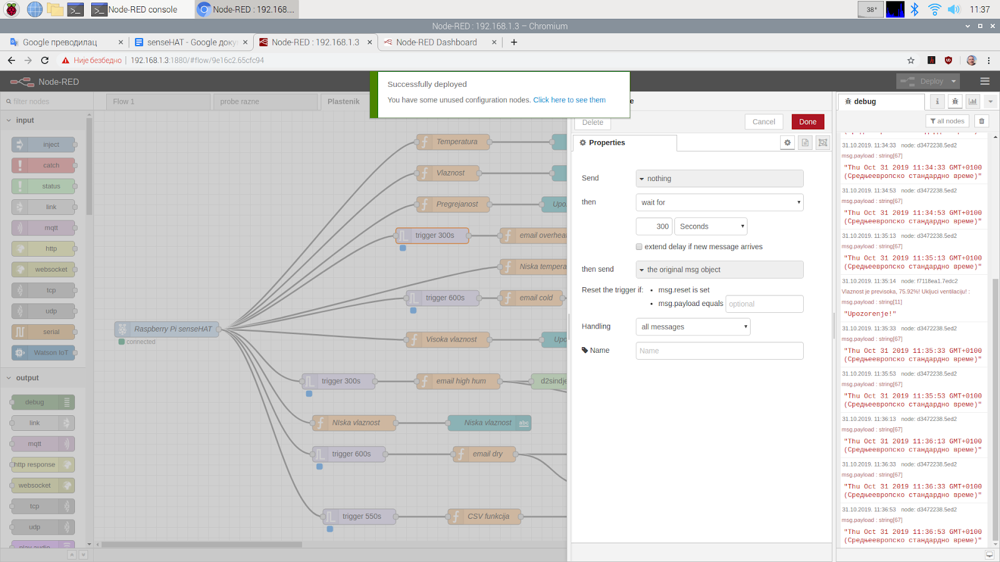 Node-RED console
Node-RED : 192.168....
38°
11:37
Node-RED : 192.168.1.3 – Chromium
Google преводилац
senseHAT - Google доку
Node-RED : 192.168.1.3
Node-RED Dashboard
Није безбедно
192.168.1.3:1880/#flow/9e16c2.65cfc94
Node-RED
Deploy
Successfully deployed
You have some unused configuration nodes. Click here to see them
filter nodes
Flow 1
probe razne
Plastenik
debug
i
Delete
Cancel
Done
all nodes
input
inject
catch
status
link
mqtt
http
websocket
tcp
udp
serial
Watson IoT
output
debug
link
mqtt
http response
websocket
tcp
udp
play audio
Temperatura
Vlaznost
Pregrejanost
Upo
trigger 300s
email overhea
Niska tempera
trigger 600s
email cold
Raspberry Pi senseHAT
connected
Visoka vlaznost
Upo
trigger 300s
email high hum
d2sindje
NIska vlaznost
Niska vlaznost
abc
trigger 600s
email dry
trigger 550s
CSV funkcija
Properties
Send
nothing
then
wait for
300
Seconds
extend delay if new message arrives
then send
the original msg object
Reset the trigger if:
• msg.reset is set
• msg.payload equals
optional
Handling
all messages
Name
Name
31.10.2019. 11:34:33 node: d3472238.5ed2
msg.payload : string[67]
"Thu Oct 31 2019 11:34:33 GMT+0100
(Средњеевропско стандардно време)"
31.10.2019. 11:34:53 node: d3472238.5ed2
msg.payload : string[67]
"Thu Oct 31 2019 11:34:53 GMT+0100
(Средњеевропско стандардно време)"
31.10.2019. 11:35:13 node: d3472238.5ed2
msg.payload : string[67]
"Thu Oct 31 2019 11:35:13 GMT+0100
(Средњеевропско стандардно време)"
31.10.2019. 11:35:14 node: f7118ea1.7edc2
Vlaznost je previsoka, 75.92%! Ukljuci ventilaciju! :
msg.payload : string[11]
"Upozorenje!"
31.10.2019. 11:35:33 node: d3472238.5ed2
msg.payload : string[67]
"Thu Oct 31 2019 11:35:33 GMT+0100
(Средњеевропско стандардно време)"
31.10.2019. 11:35:53 node: d3472238.5ed2
msg.payload : string[67]
"Thu Oct 31 2019 11:35:53 GMT+0100
(Средњеевропско стандардно време)"
31.10.2019. 11:36:13 node: d3472238.5ed2
msg.payload : string[67]
"Thu Oct 31 2019 11:36:13 GMT+0100
(Средњеевропско стандардно време)"
31.10.2019. 11:36:33 node: d3472238.5ed2
msg.payload : string[67]
"Thu Oct 31 2019 11:36:33 GMT+0100
(Средњеевропско стандардно време)"
31.10.2019. 11:36:53 node: d3472238.5ed2
msg.payload : string[67]
"Thu Oct 31 2019 11:36:53 GMT+0100
(Средњеевропско стандардно време)"